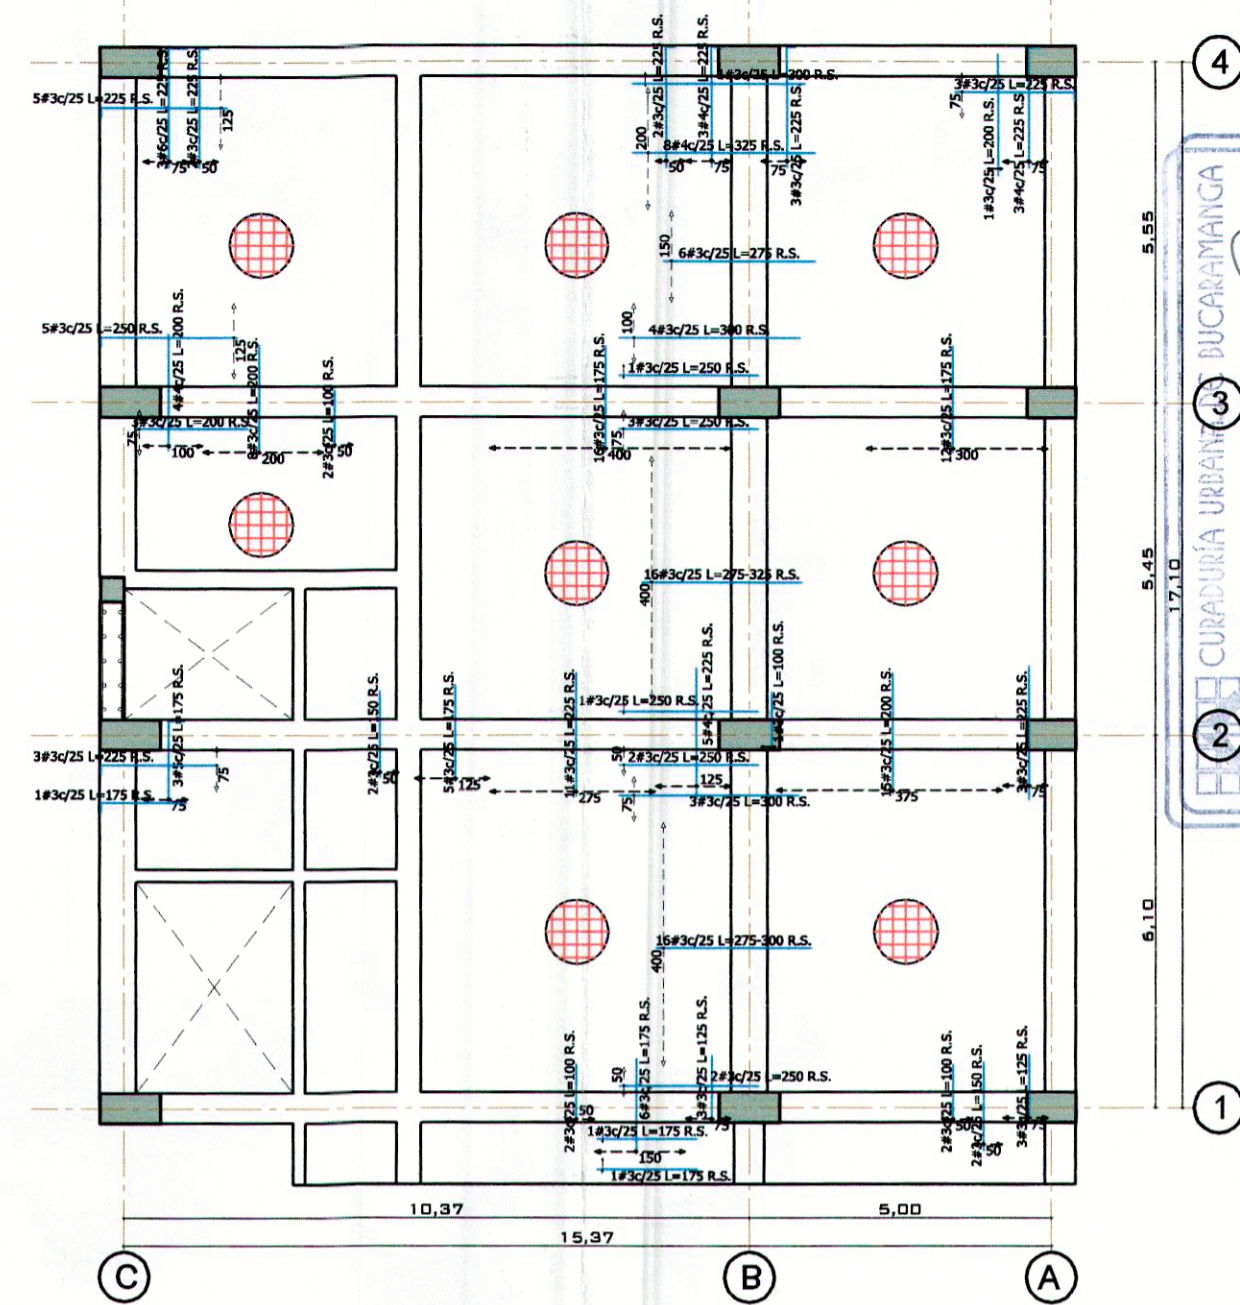 5#3c/25 L=225 R.S.
3#6c/25 L=225 R.S.
2#3c/25 L=225 R.S.
125
75
50
2#3c/25 L=225 R.S.
3#4c/25 L=225 R.S.
1#3c/25 L=300 R.S.
3#3c/25 L=225 R.S.
200
8#4c/25 L=325 R.S.
50
75
75
3#3c/25 L=225 R.S.
75
1#3c/25 L=200 R.S.
3#4c/25 L=225 R.S.
75
4
150
6#3c/25 L=275 R.S.
5,55
CURADURÍA URBANA DE BUCARAMANGA
5#3c/25 L=250 R.S.
4#4c/25 L=200 R.S.
125
8#3c/25 L=200 R.S.
2#3c/25 L=100 R.S.
100
4#3c/25 L=300 R.S.
1#3c/25 L=250 R.S.
16#3c/25 L=175 R.S.
12#3c/25 L=175 R.S.
3
3#3c/25 L=200 R.S.
75
100
200
50
3#3c/25 L=250 R.S.
75
400
300
16#3c/25 L=275-325 R.S.
400
5,45
17,10
3#5c/25 L=175 R.S.
2#3c/25 L=150 R.S.
5#3c/25 L=175 R.S.
11#3c/25 L=225 R.S.
1#3c/25 L=250 R.S.
5#4c/25 L=225 R.S.
1#3c/25 L=100 R.S.
15#3c/25 L=200 R.S.
3#3c/25 L=225 R.S.
2
3#3c/25 L=225 R.S.
75
1#3c/25 L=175 R.S.
75
50
125
275
50
2#3c/25 L=250 R.S.
125
75
3#3c/25 L=300 R.S.
375
75
6,10
16#3c/25 L=275-300 R.S.
400
2#3c/25 L=100 R.S.
50
6#3c/25 L=175 R.S.
3#3c/25 L=125 R.S.
50
2#3c/25 L=250 R.S.
75
2#3c/25 L=100 R.S.
50
2#3c/25 L=150 R.S.
50
3#3c/25 L=125 R.S.
75
1
1#3c/25 L=175 R.S.
150
1#3c/25 L=175 R.S.
10,37
5,00
15,37
C
B
A